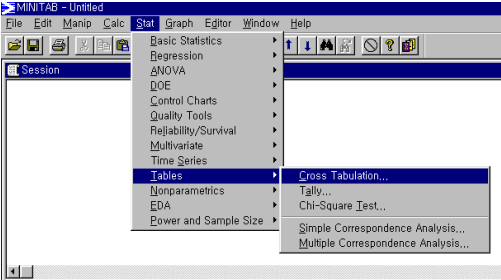 MINITAB - Untitled
File Edit Manip Calc Stat Graph Editor Window Help
Session
Basic Statistics
Regression
ANOVA
DOE
Control Charts
Quality Tools
Reliability/Survival
Multivariate
Time Series
Tables
Nonparametrics
EDA
Power and Sample Size
Cross Tabulation...
Tally...
Chi-Square Test...
Simple Correspondence Analysis...
Multiple Correspondence Analysis...